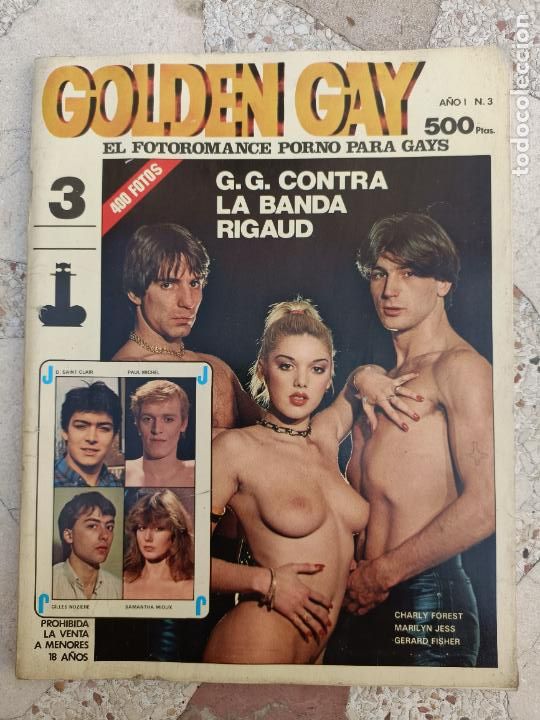 GOLDEN GAY
AÑO I N. 3
500 Ptas.
EL FOTOROMANCE PORNO PARA GAYS
3
400 FOTOS
G.G. CONTRA
LA BANDA
RIGAUD
J
J
D. SAINT CLAIR
PAUL MICHEL
GILLES NOZIERE
SAMANTHA MIOUX
J
J
PROHIBIDA
LA VENTA
A MENORES
18 AÑOS
CHARLY FOREST
MARILYN JESS
GERARD FISHER
todocoleccion